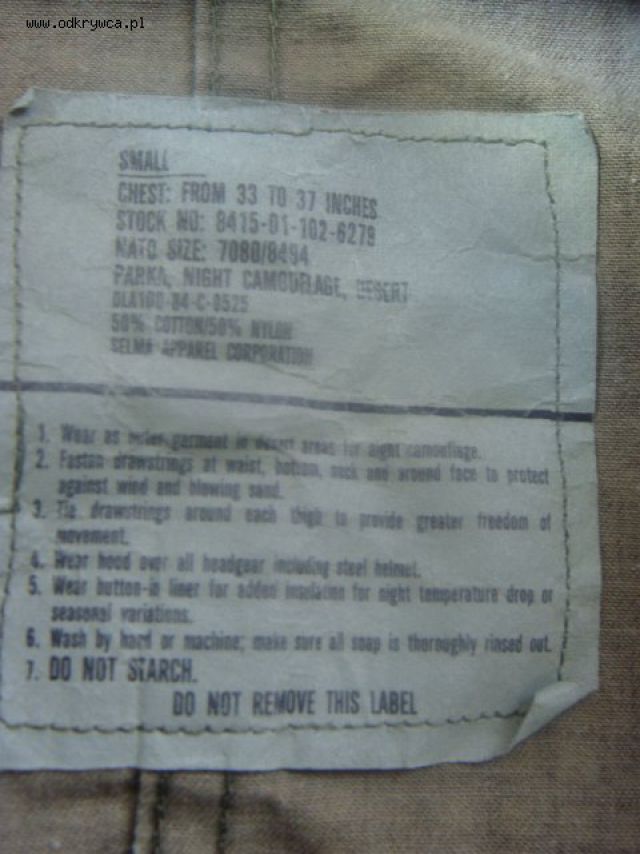 www.odkrywca.pl
SMALL
CHEST: FROM 33 TO 37 INCHES
STOCK NO: 8415-01-102-6279
NATO SIZE: 7080/8494
PARKA, NIGHT CAMOUFLAGE, DESERT
DLA100-84-C-0525
50% COTTON/50% NYLON
SELMA APPAREL CORPORATION
1. Wear as outer garment in desert areas for night camouflage.
2. Fasten drawstrings at waist, bottom, neck and around face to protect
against wind and blowing sand.
3. Tie drawstrings around each thigh to provide greater freedom of
movement.
4. Wear hood over all headgear including steel helmet.
5. Wear button-in liner for added insulation for night temperature drop or
seasonal variations.
6. Wash by hand or machine; make sure all soap is thoroughly rinsed out.
7. DO NOT STARCH.
DO NOT REMOVE THIS LABEL